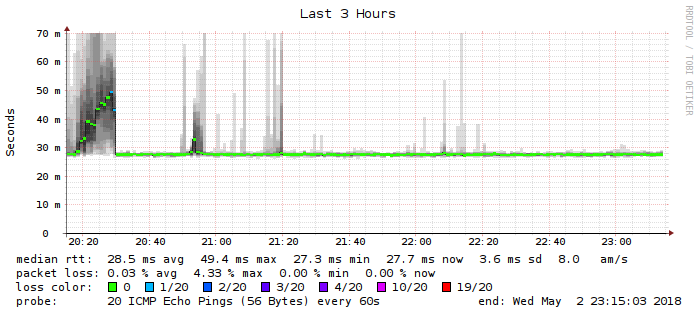 Last 3 Hours
RRDTOOL / TOBI OETIKER
Seconds
70 m
60 m
50 m
40 m
30 m
20 m
10 m
0
20:20 20:40 21:00 21:20 21:40 22:00 22:20 22:40 23:00
median rtt: 28.5 ms avg 49.4 ms max 27.3 ms min 27.7 ms now 3.6 ms sd 8.0 am/s
packet loss: 0.03 % avg 4.33 % max 0.00 % min 0.00 % now
loss color: 0 1/20 2/20 3/20 4/20 10/20 19/20
probe: 20 ICMP Echo Pings (56 Bytes) every 60s end: Wed May 2 23:15:03 2018